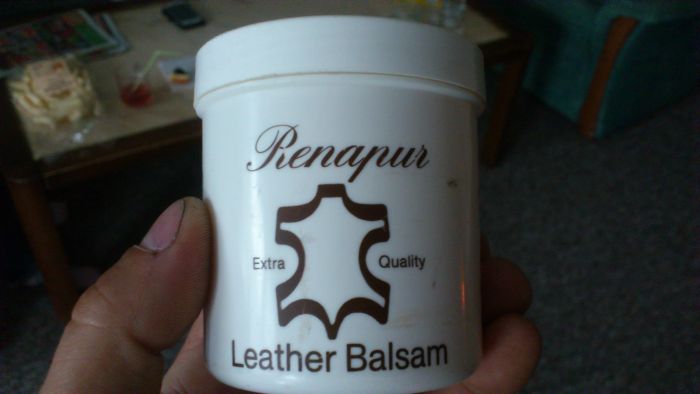 Renapur
Extra Quality
Leather Balsam